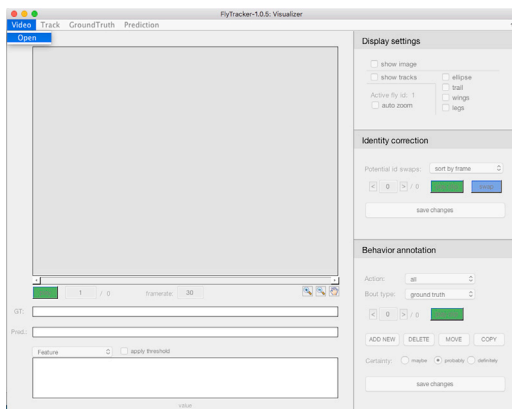 FlyTracker-1.0.5: Visualizer
Video Track GroundTruth Prediction
Open
Display settings
show image
show tracks
ellipse
trail
Active fly id: 1
wings
auto zoom
legs
Identity correction
Potential id swaps: sort by frame
< 0 > / 0
save changes
Behavior annotation
Action: all
Bout type: ground truth
< 0 > / 0
ADD NEW DELETE MOVE COPY
Certainty: maybe probably definitely
save changes
1 / 0 framerate: 30
GT:
Pred.:
Feature apply threshold
value